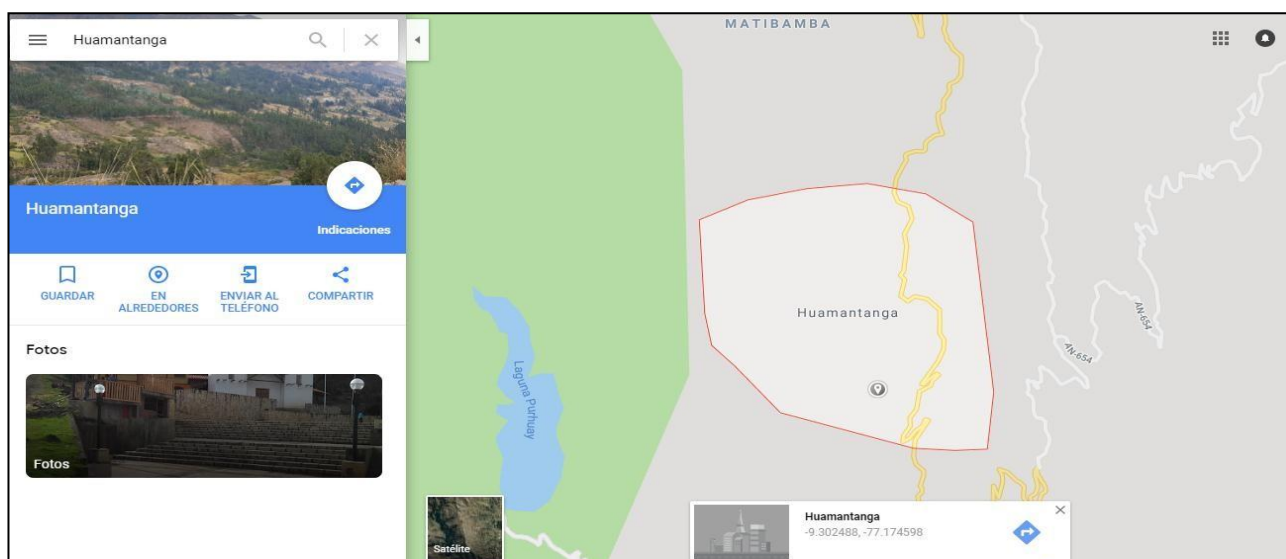 Huamantanga
Huamantanga
Indicaciones
GUARDAR
EN
ALREDEDORES
ENVIAR AL
TELÉFONO
COMPARTIR
Fotos
Fotos
MATIBAMBA
Huamantanga
Laguna Purhuay
AN-654
AN-654
Satélite
Huamantanga
-9.302488, -77.174598